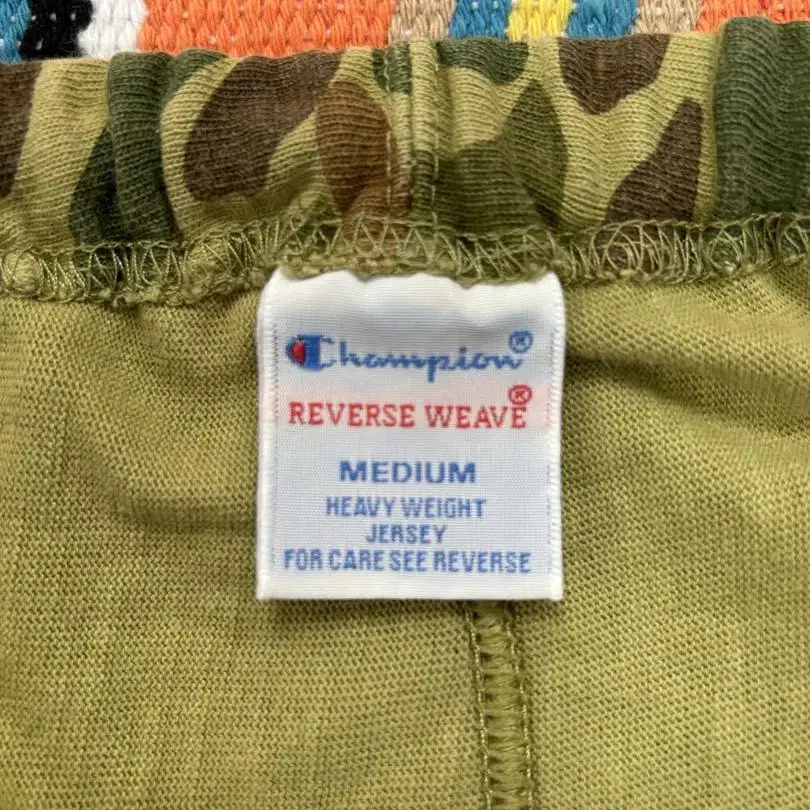 Champion®
REVERSE WEAVE®
MEDIUM
HEAVY WEIGHT
JERSEY
FOR CARE SEE REVERSE